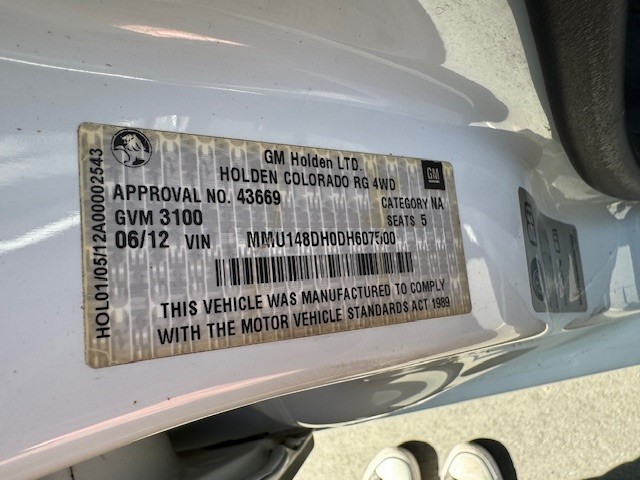 GM Holden LTD.
HOLDEN COLORADO RG 4WD
GM
APPROVAL NO. 43669
CATEGORY NA
GVM 3100
SEATS 5
06/12 VIN MMU148DH0DH607500
THIS VEHICLE WAS MANUFACTURED TO COMPLY
WITH THE MOTOR VEHICLE STANDARDS ACT 1989
HOL01/05/12A00002543